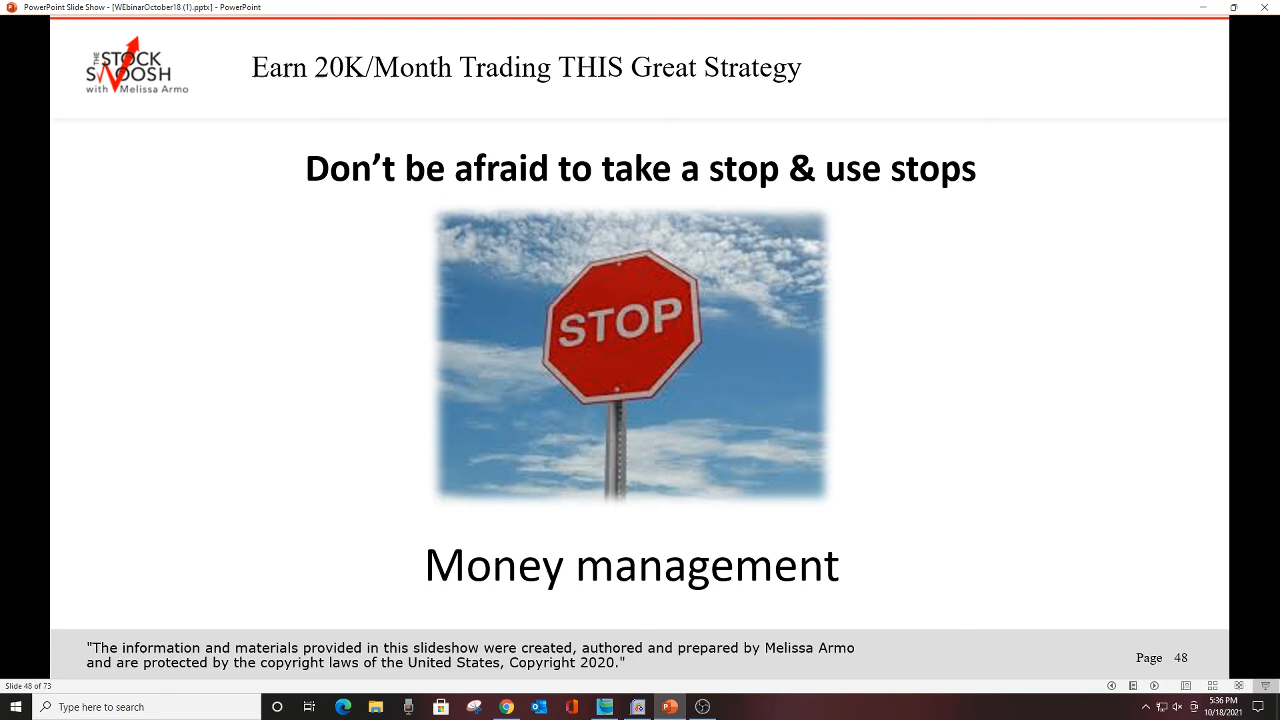 PowerPoint Slide Show - [WEbinarOctober18 (1).pptx] - PowerPoint
THE
STOCK
SWOOSH
with Melissa Armo
Earn 20K/Month Trading THIS Great Strategy
Don't be afraid to take a stop & use stops
STOP
Money management
"The information and materials provided in this slideshow were created, authored and prepared by Melissa Armo
and are protected by the copyright laws of the United States, Copyright 2020."
Page 48
Slide 48 of 73
Type here to search
5:36 PM
10/18/2021